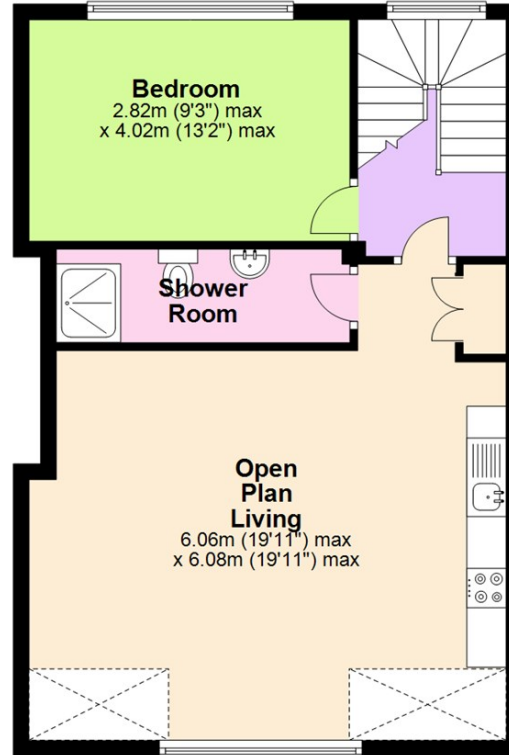 Bedroom
2.82m (9'3") max
x 4.02m (13'2") max
Shower
Room
Open
Plan
Living
6.06m (19'11") max
x 6.08m (19'11") max